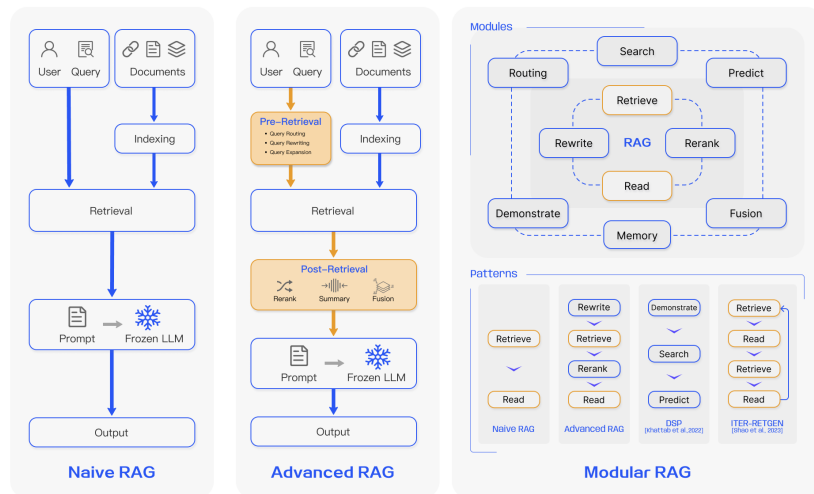 User Query
Documents
Indexing
Retrieval
Prompt
Frozen LLM
Output
Naive RAG
User Query
Documents
Pre-Retrieval
• Query Routing
• Query Rewriting
• Query Expansion
Indexing
Retrieval
Post-Retrieval
Rerank Summary Fusion
Prompt
Frozen LLM
Output
Advanced RAG
Modules
Search
Routing
Predict
Retrieve
Rewrite
RAG
Rerank
Read
Demonstrate
Fusion
Memory
Patterns
Retrieve
Read
Naive RAG
Rewrite
Retrieve
Rerank
Read
Advanced RAG
Demonstrate
Search
Predict
DSP
[Khattab et al.,2022]
Retrieve
Read
Retrieve
Read
ITER-RETGEN
[Shao et al., 2023]
Modular RAG